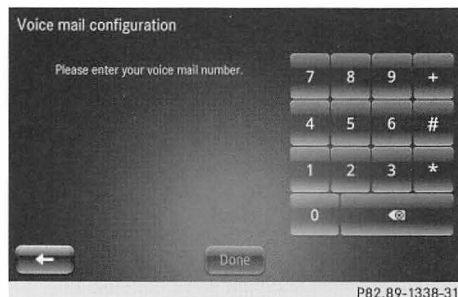 Voice mail configuration
Please enter your voice mail number.
7 8 9 +
4 5 6 #
1 2 3 *
0
Done
P82.89-1338-31